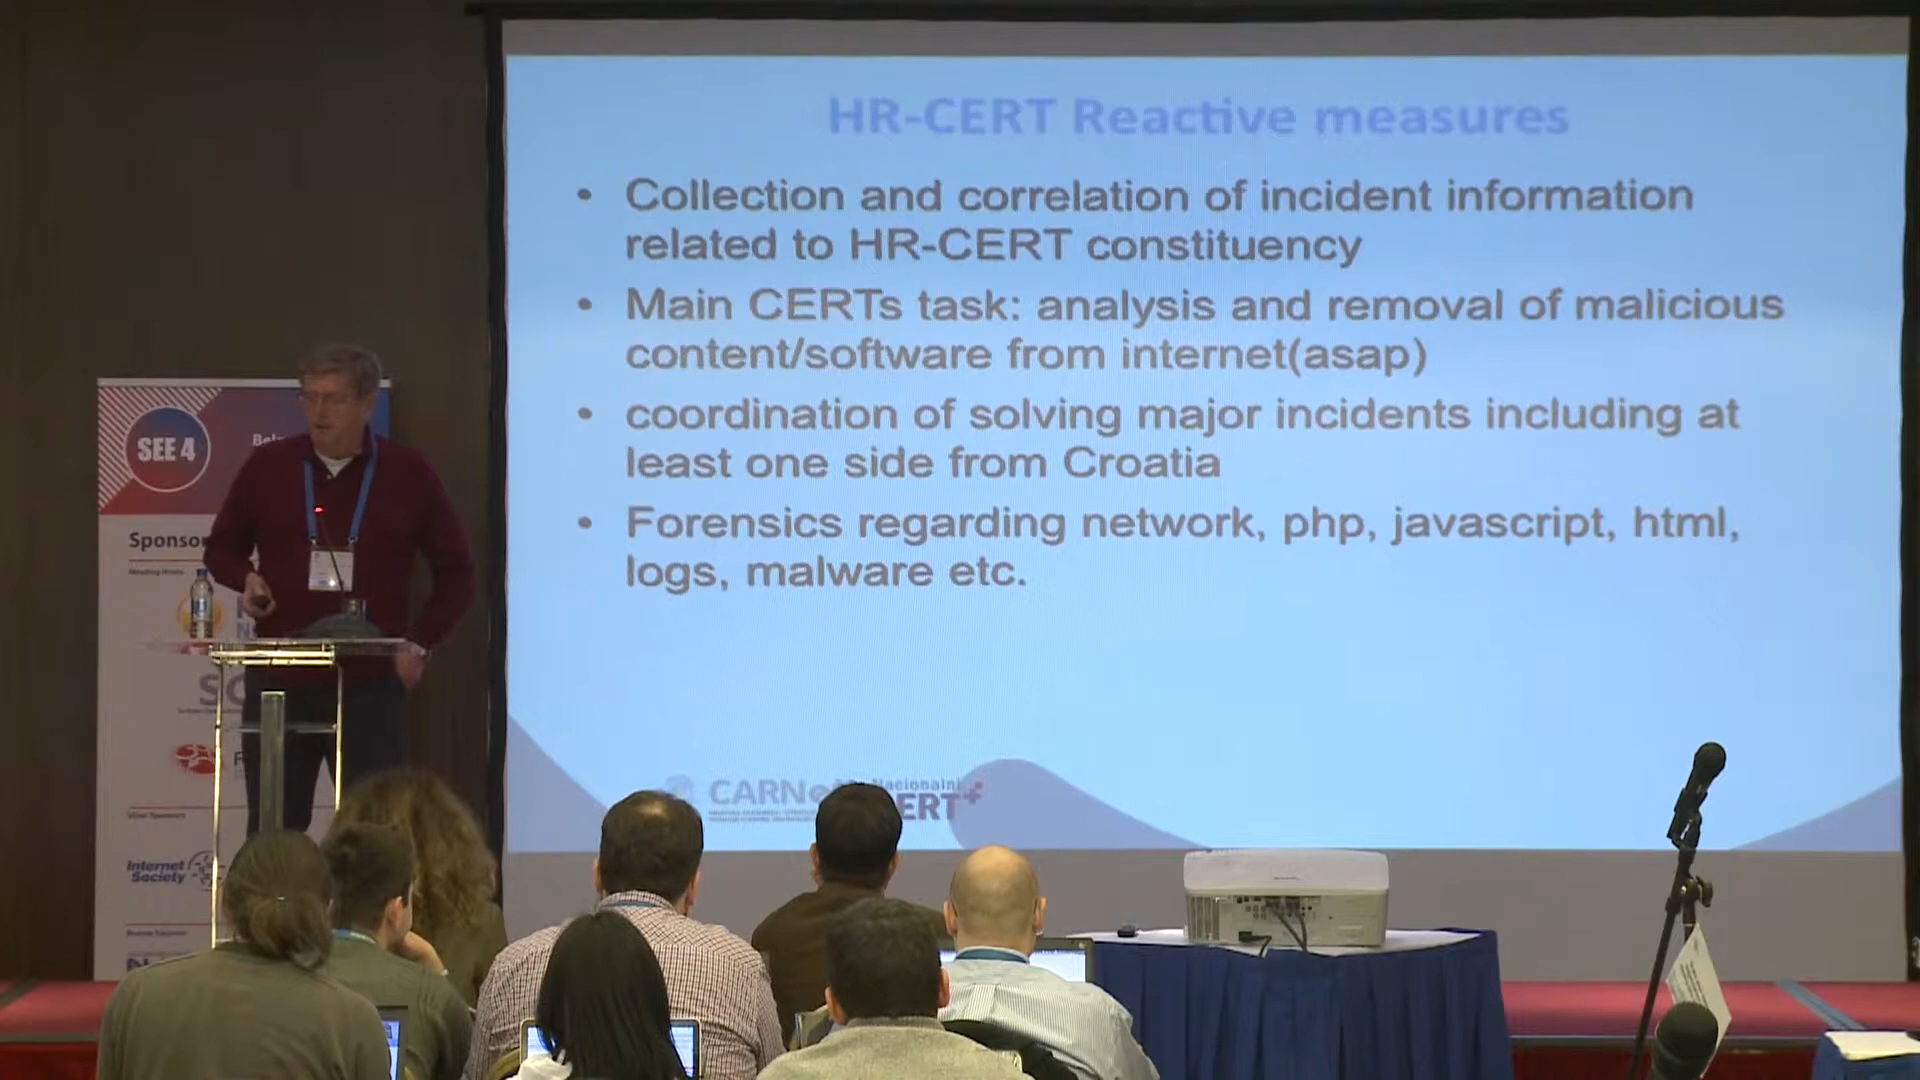 HR-CERT Reactive measures
• Collection and correlation of incident information
related to HR-CERT constituency
• Main CERTs task: analysis and removal of malicious
content/software from internet(asap)
• coordination of solving major incidents including at
least one side from Croatia
• Forensics regarding network, php, javascript, html,
logs, malware etc.
Nacionalni
SEE 4
Internet
Society